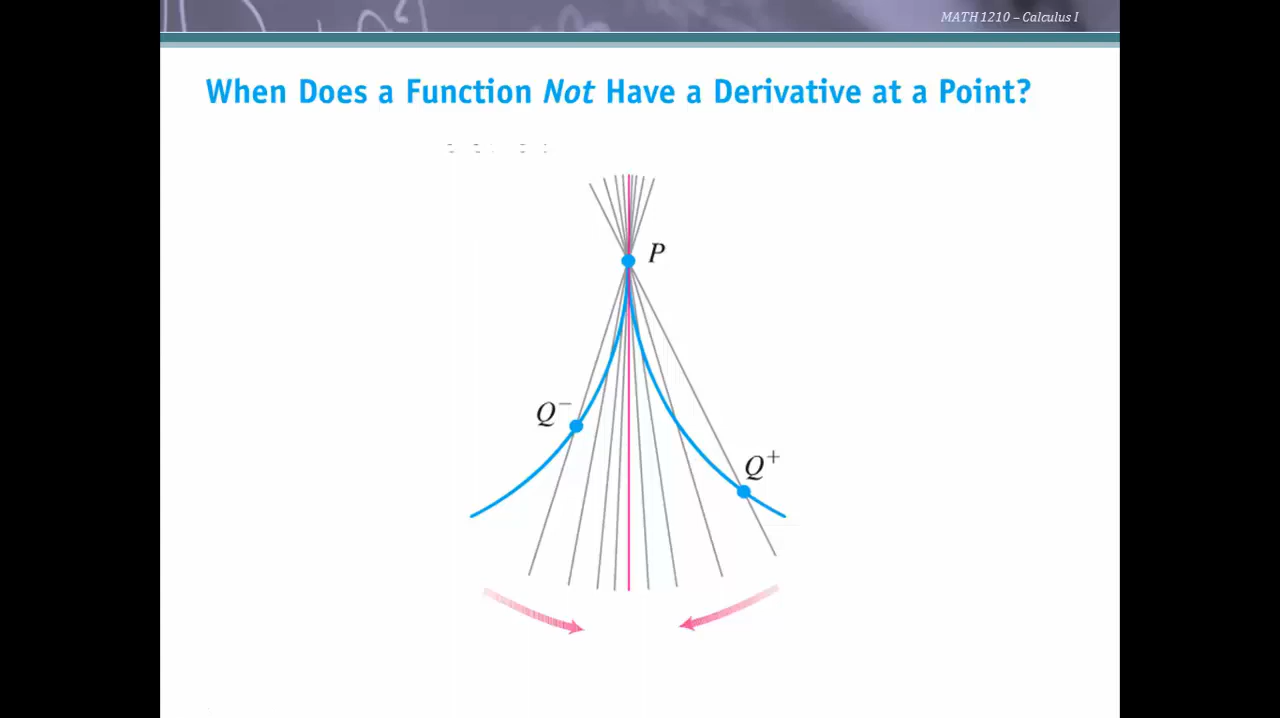 MATH 1210 – Calculus I
When Does a Function Not Have a Derivative at a Point?
P
Q⁻
Q⁺